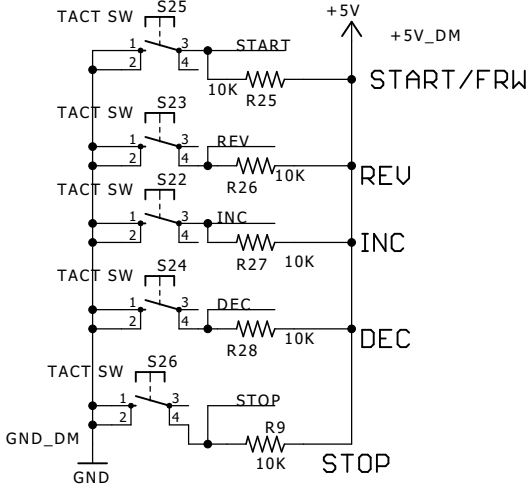 TACT SW S25 +5V
+5V_DM
1 3 START
2 4
10K R25 START/FRW
TACT SW S23
1 3 REV
2 4
R26 10K REV
TACT SW S22
1 3 INC
2 4
R27 10K INC
TACT SW S24
1 3 DEC
2 4
R28 10K DEC
TACT SW S26
1 3 STOP
2 4
GND_DM R9
10K STOP
GND